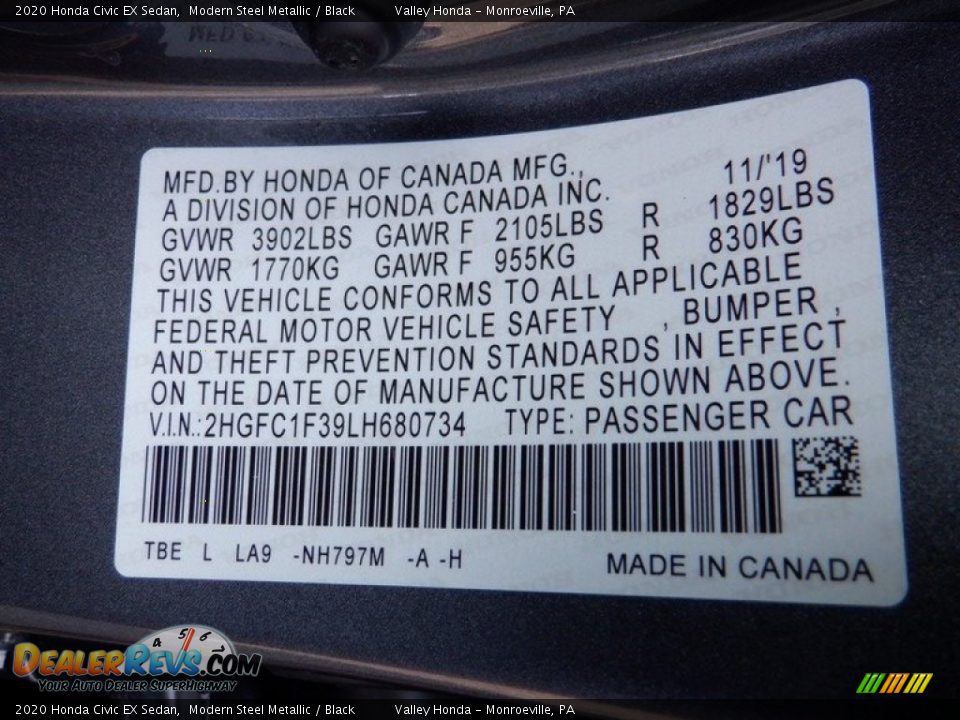 2020 Honda Civic EX Sedan, Modern Steel Metallic / Black Valley Honda - Monroeville, PA
MFD.BY HONDA OF CANADA MFG., 11/'19
A DIVISION OF HONDA CANADA INC.
GVWR 3902LBS GAWR F 2105LBS R 1829LBS
GVWR 1770KG GAWR F 955KG R 830KG
THIS VEHICLE CONFORMS TO ALL APPLICABLE
FEDERAL MOTOR VEHICLE SAFETY , BUMPER ,
AND THEFT PREVENTION STANDARDS IN EFFECT
ON THE DATE OF MANUFACTURE SHOWN ABOVE.
V.I.N.:2HGFC1F39LH680734 TYPE: PASSENGER CAR
TBE L LA9 -NH797M -A -H MADE IN CANADA
4 5 6 7
DEALERREVS.COM
YOUR AUTO DEALER SUPERHIGHWAY
2020 Honda Civic EX Sedan, Modern Steel Metallic / Black Valley Honda - Monroeville, PA